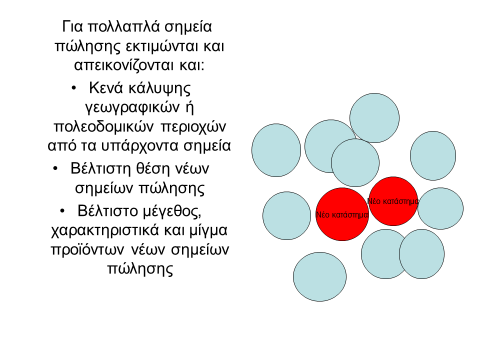 Για πολλαπλά σημεία
πώλησης εκτιμώνται και
απεικονίζονται και:
• Κενά κάλυψης
γεωγραφικών ή
πολεοδομικών περιοχών
από τα υπάρχοντα σημεία
• Βέλτιστη θέση νέων
σημείων πώλησης
• Βέλτιστο μέγεθος,
χαρακτηριστικά και μίγμα
προϊόντων νέων σημείων
πώλησης
Νέο κατάστημα
Νέο κατάστημα